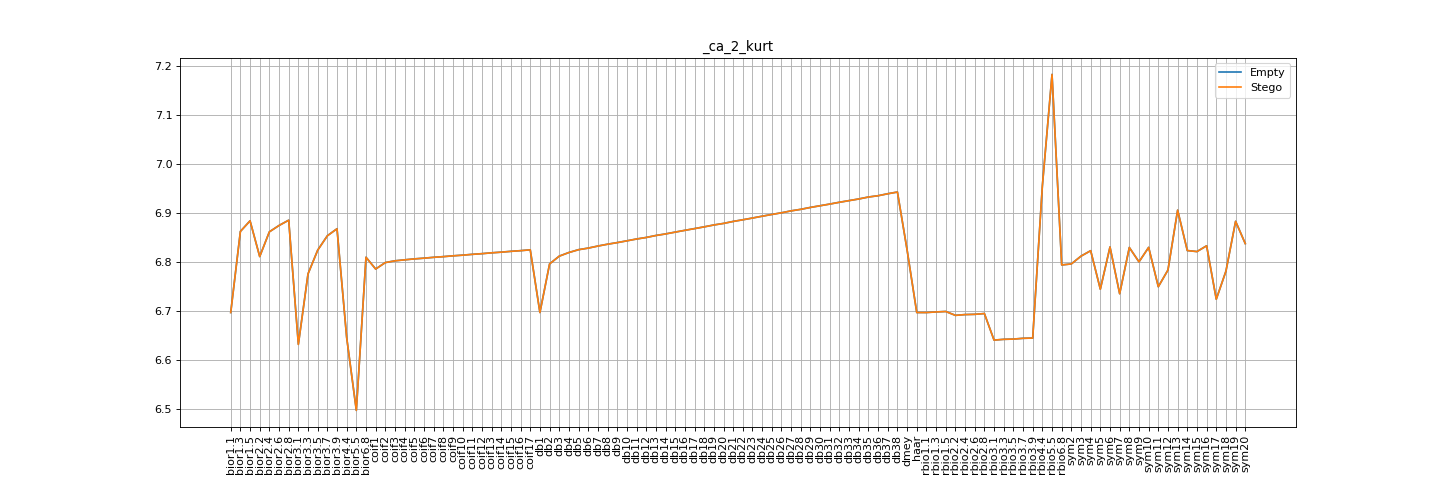 _ca_2_kurt
7.2
7.1
7.0
6.9
6.8
6.7
6.6
6.5
Empty
Stego
bior1.1
bior1.3
bior1.5
bior2.2
bior2.4
bior2.6
bior2.8
bior3.1
bior3.3
bior3.5
bior3.7
bior3.9
bior4.4
bior5.5
bior6.8
coif1
coif2
coif3
coif4
coif5
coif6
coif7
coif8
coif9
coif10
coif11
coif12
coif13
coif14
coif15
coif16
coif17
db1
db2
db3
db4
db5
db6
db7
db8
db9
db10
db11
db12
db13
db14
db15
db16
db17
db18
db19
db20
db21
db22
db23
db24
db25
db26
db27
db28
db29
db30
db31
db32
db33
db34
db35
db36
db37
db38
dmey
haar
rbio1.1
rbio1.3
rbio1.5
rbio2.2
rbio2.4
rbio2.6
rbio2.8
rbio3.1
rbio3.3
rbio3.5
rbio3.7
rbio3.9
rbio4.4
rbio5.5
rbio6.8
sym2
sym3
sym4
sym5
sym6
sym7
sym8
sym9
sym10
sym11
sym12
sym13
sym14
sym15
sym16
sym17
sym18
sym19
sym20